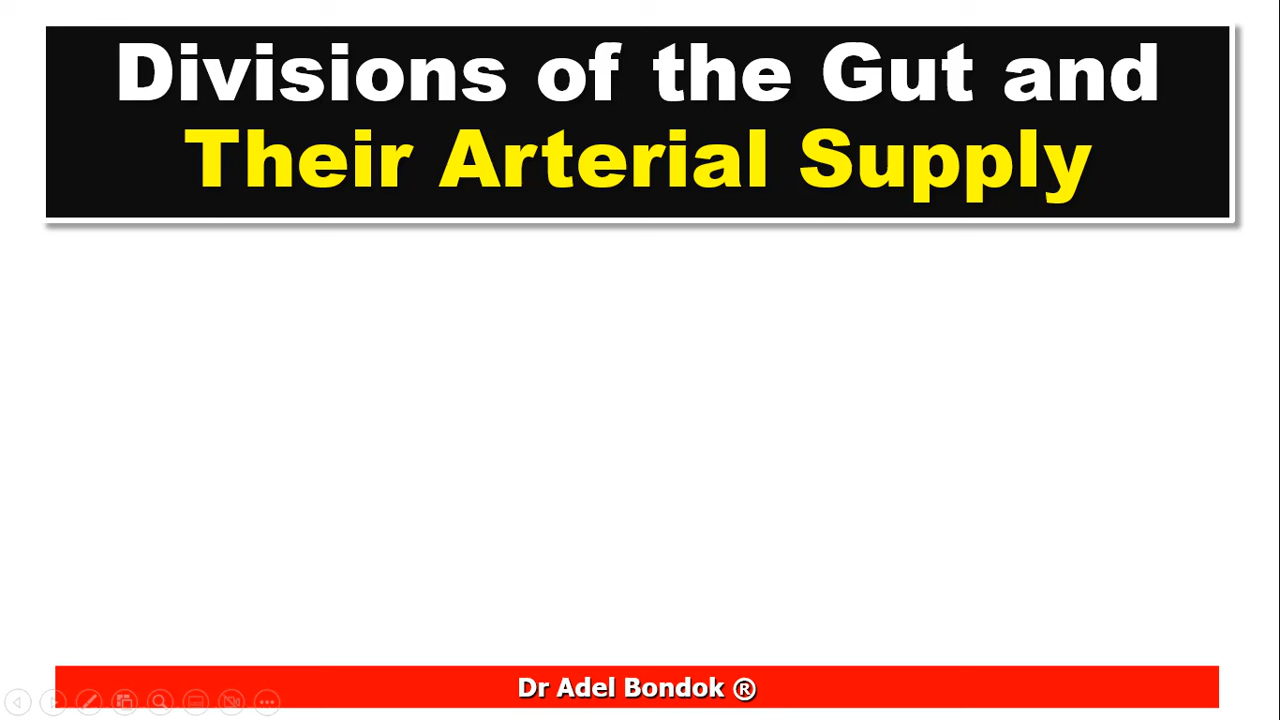 Divisions of the Gut and
Their Arterial Supply
Dr Adel Bondok ®